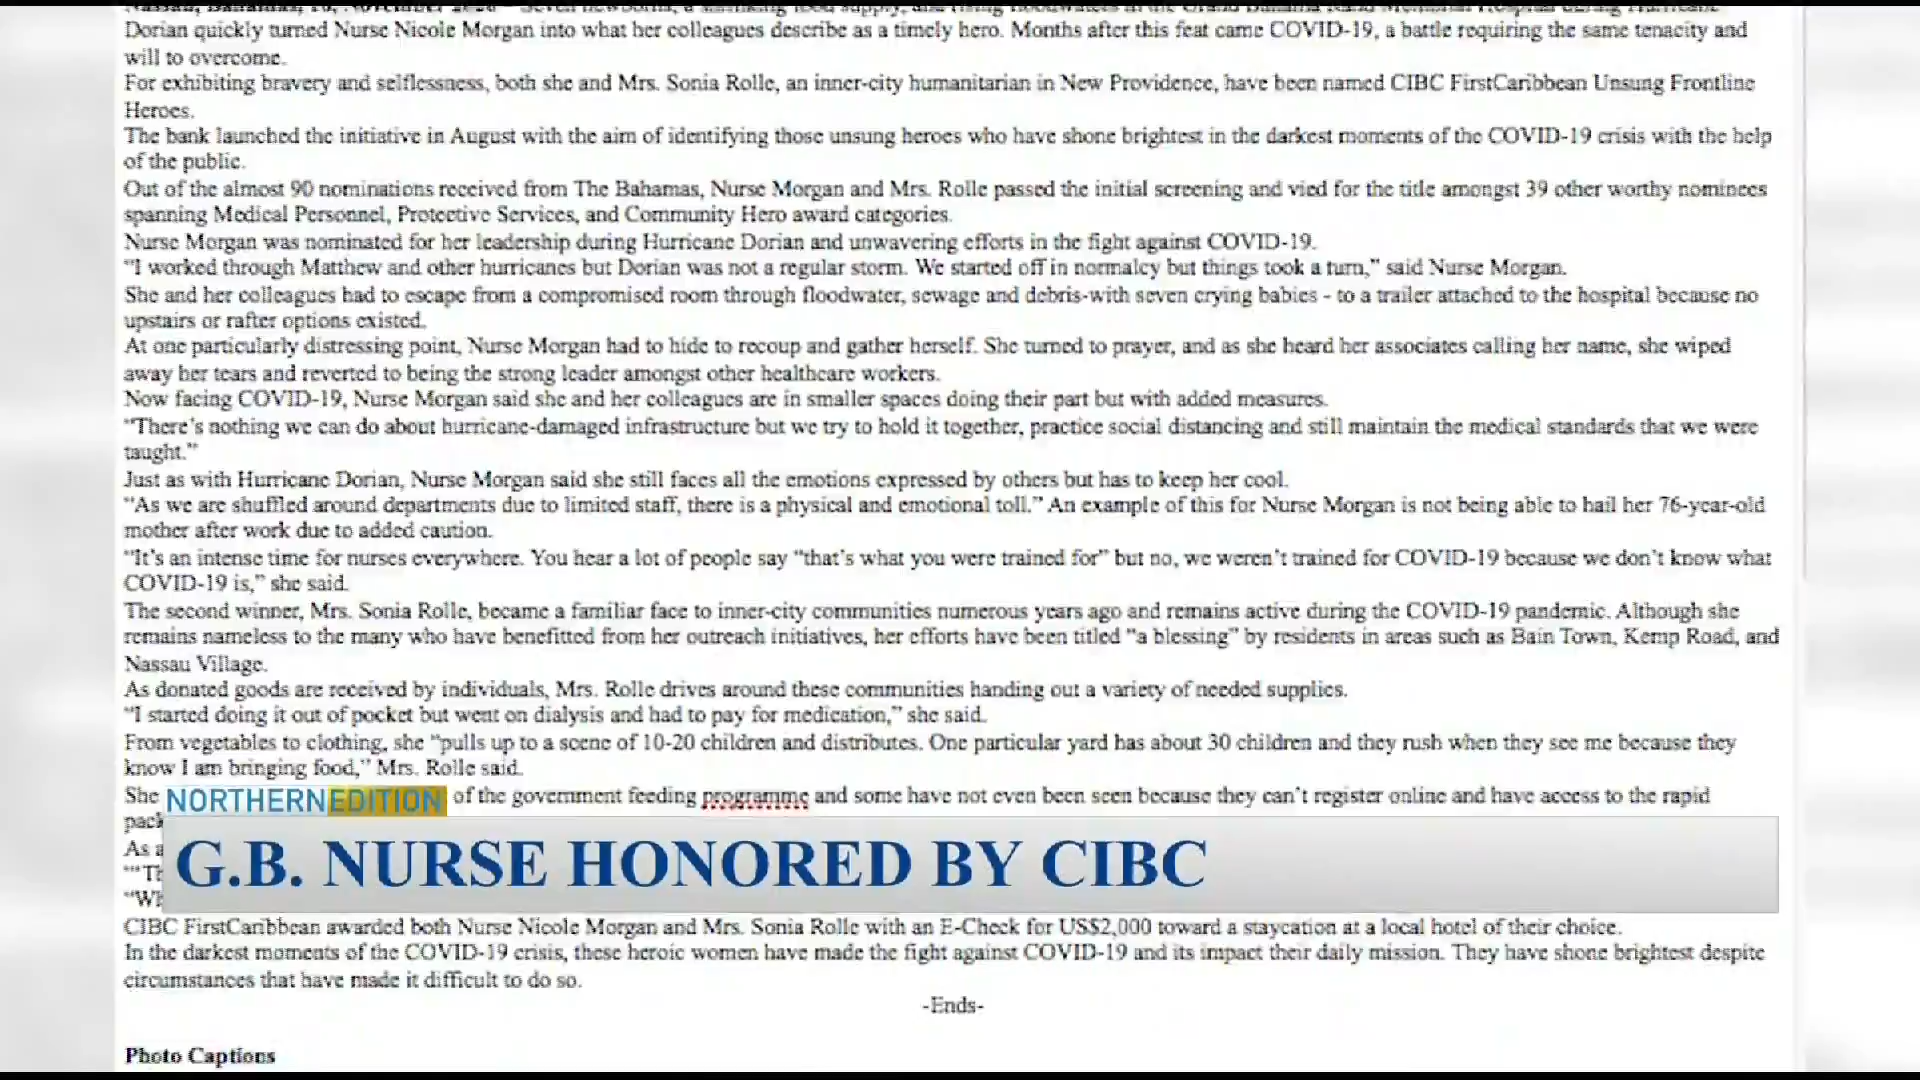 Nassau, Bahamas, 10, November 2020
Dorian quickly turned Nurse Nicole Morgan into what her colleagues describe as a timely hero. Months after this feat came COVID-19, a battle requiring the same tenacity and
will to overcome.
For exhibiting bravery and selflessness, both she and Mrs. Sonia Rolle, an inner-city humanitarian in New Providence, have been named CIBC FirstCaribbean Unsung Frontline
Heroes.
The bank launched the initiative in August with the aim of identifying those unsung heroes who have shone brightest in the darkest moments of the COVID-19 crisis with the help
of the public.
Out of the almost 90 nominations received from The Bahamas, Nurse Morgan and Mrs. Rolle passed the initial screening and vied for the title amongst 39 other worthy nominees
spanning Medical Personnel, Protective Services, and Community Hero award categories.
Nurse Morgan was nominated for her leadership during Hurricane Dorian and unwavering efforts in the fight against COVID-19.
“I worked through Matthew and other hurricanes but Dorian was not a regular storm. We started off in normalcy but things took a turn,” said Nurse Morgan.
She and her colleagues had to escape from a compromised room through floodwater, sewage and debris-with seven crying babies - to a trailer attached to the hospital because no
upstairs or rafter options existed.
At one particularly distressing point, Nurse Morgan had to hide to recoup and gather herself. She turned to prayer, and as she heard her associates calling her name, she wiped
away her tears and reverted to being the strong leader amongst other healthcare workers.
Now facing COVID-19, Nurse Morgan said she and her colleagues are in smaller spaces doing their part but with added measures.
“There’s nothing we can do about hurricane-damaged infrastructure but we try to hold it together, practice social distancing and still maintain the medical standards that we were
taught.”
Just as with Hurricane Dorian, Nurse Morgan said she still faces all the emotions expressed by others but has to keep her cool.
“As we are shuffled around departments due to limited staff, there is a physical and emotional toll.” An example of this for Nurse Morgan is not being able to hail her 76-year-old
mother after work due to added caution.
“It’s an intense time for nurses everywhere. You hear a lot of people say “that’s what you were trained for” but no, we weren’t trained for COVID-19 because we don’t know what
COVID-19 is,” she said.
The second winner, Mrs. Sonia Rolle, became a familiar face to inner-city communities numerous years ago and remains active during the COVID-19 pandemic. Although she
remains nameless to the many who have benefitted from her outreach initiatives, her efforts have been titled “a blessing” by residents in areas such as Bain Town, Kemp Road, and
Nassau Village.
As donated goods are received by individuals, Mrs. Rolle drives around these communities handing out a variety of needed supplies.
“I started doing it out of pocket but went on dialysis and had to pay for medication,” she said.
From vegetables to clothing, she “pulls up to a scene of 10-20 children and distributes. One particular yard has about 30 children and they rush when they see me because they
know I am bringing food,” Mrs. Rolle said.
She NORTHERNEDITION of the government feeding programme and some have not even been seen because they can’t register online and have access to the rapid
G.B. NURSE HONORED BY CIBC
CIBC FirstCaribbean awarded both Nurse Nicole Morgan and Mrs. Sonia Rolle with an E-Check for US$2,000 toward a staycation at a local hotel of their choice.
In the darkest moments of the COVID-19 crisis, these heroic women have made the fight against COVID-19 and its impact their daily mission. They have shone brightest despite
circumstances that have made it difficult to do so.
-Ends-
Photo Captions